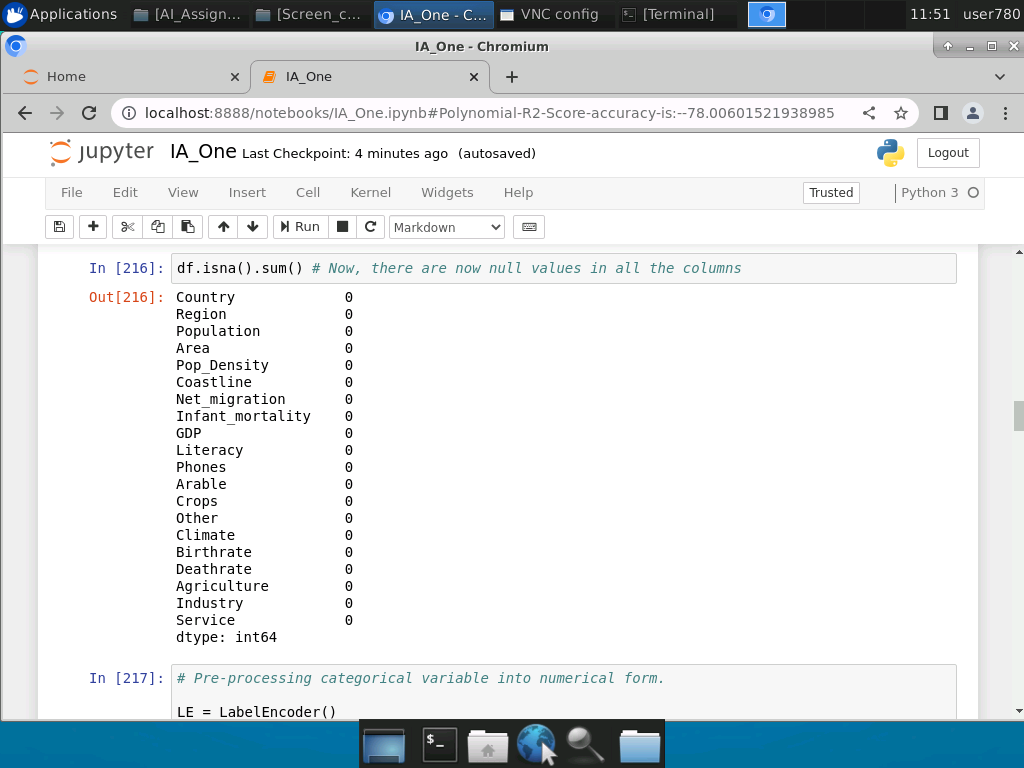 Applications [AI_Assign... [Screen_c... IA_One - C... VNC config [Terminal] 11:51 user780
IA_One - Chromium
Home IA_One
localhost:8888/notebooks/IA_One.ipynb#Polynomial-R2-Score-accuracy-is:--78.00601521938985
jupyter IA_One Last Checkpoint: 4 minutes ago (autosaved) Logout
File Edit View Insert Cell Kernel Widgets Help Trusted Python 3
Run Markdown
In [216]: df.isna().sum() # Now, there are now null values in all the columns
Out[216]: Country 0
Region 0
Population 0
Area 0
Pop_Density 0
Coastline 0
Net_migration 0
Infant_mortality 0
GDP 0
Literacy 0
Phones 0
Arable 0
Crops 0
Other 0
Climate 0
Birthrate 0
Deathrate 0
Agriculture 0
Industry 0
Service 0
dtype: int64
In [217]: # Pre-processing categorical variable into numerical form.
LE = LabelEncoder()
$_